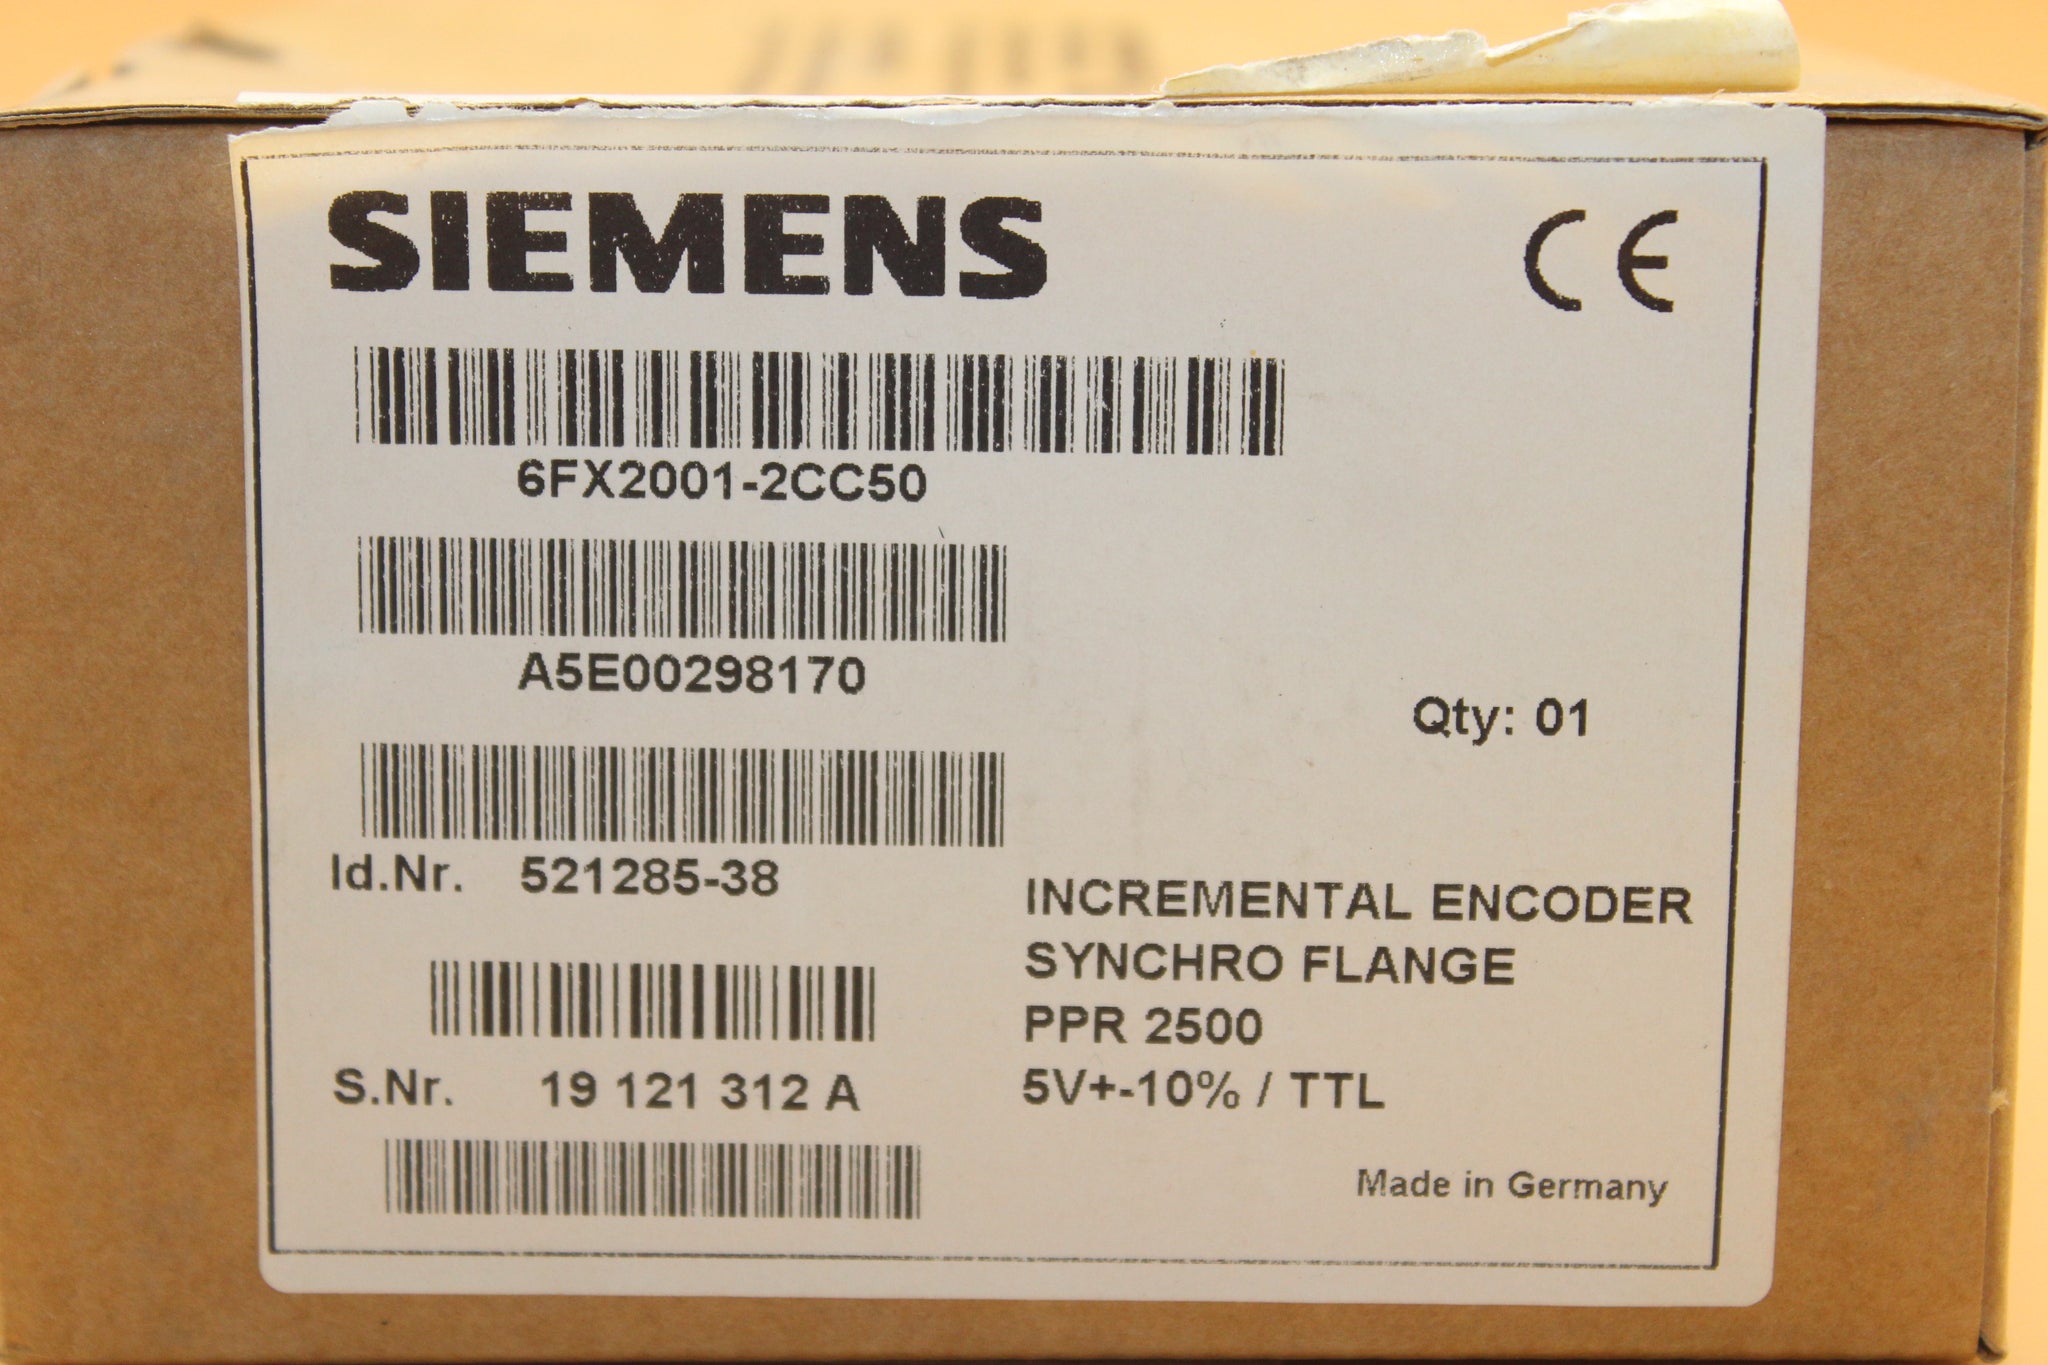 SIEMENS
CE
6FX2001-2CC50
A5E00298170
Qty: 01
Id.Nr. 521285-38
INCREMENTAL ENCODER
SYNCHRO FLANGE
PPR 2500
S.Nr. 19 121 312 A
5V+-10% / TTL
Made in Germany